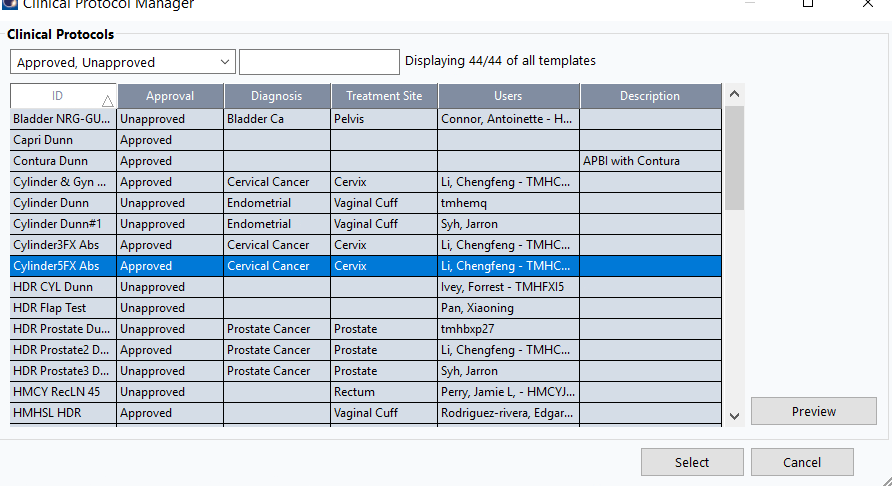 Clinical Protocol Manager
Clinical Protocols
Approved, Unapproved Displaying 44/44 of all templates
ID Approval Diagnosis Treatment Site Users Description
Bladder NRG-GU... Unapproved Bladder Ca Pelvis Connor, Antoinette - H...
Capri Dunn Approved
Contura Dunn Approved APBI with Contura
Cylinder & Gyn ... Approved Cervical Cancer Cervix Li, Chengfeng - TMHC...
Cylinder Dunn Unapproved Endometrial Vaginal Cuff tmhemq
Cylinder Dunn#1 Unapproved Endometrial Vaginal Cuff Syh, Jarron
Cylinder3FX Abs Approved Cervical Cancer Cervix Li, Chengfeng - TMHC...
Cylinder5FX Abs Approved Cervical Cancer Cervix Li, Chengfeng - TMHC...
HDR CYL Dunn Unapproved Ivey, Forrest - TMHFXI5
HDR Flap Test Unapproved Pan, Xiaoning
HDR Prostate Du... Unapproved Prostate Cancer Prostate tmhbxp27
HDR Prostate2 D... Approved Prostate Cancer Prostate Li, Chengfeng - TMHC...
HDR Prostate3 D... Unapproved Prostate Cancer Prostate Syh, Jarron
HMCY RecLN 45 Unapproved Rectum Perry, Jamie L, - HMCYJ...
HMHSL HDR Approved Vaginal Cuff Rodriguez-rivera, Edgar...
Preview
Select Cancel